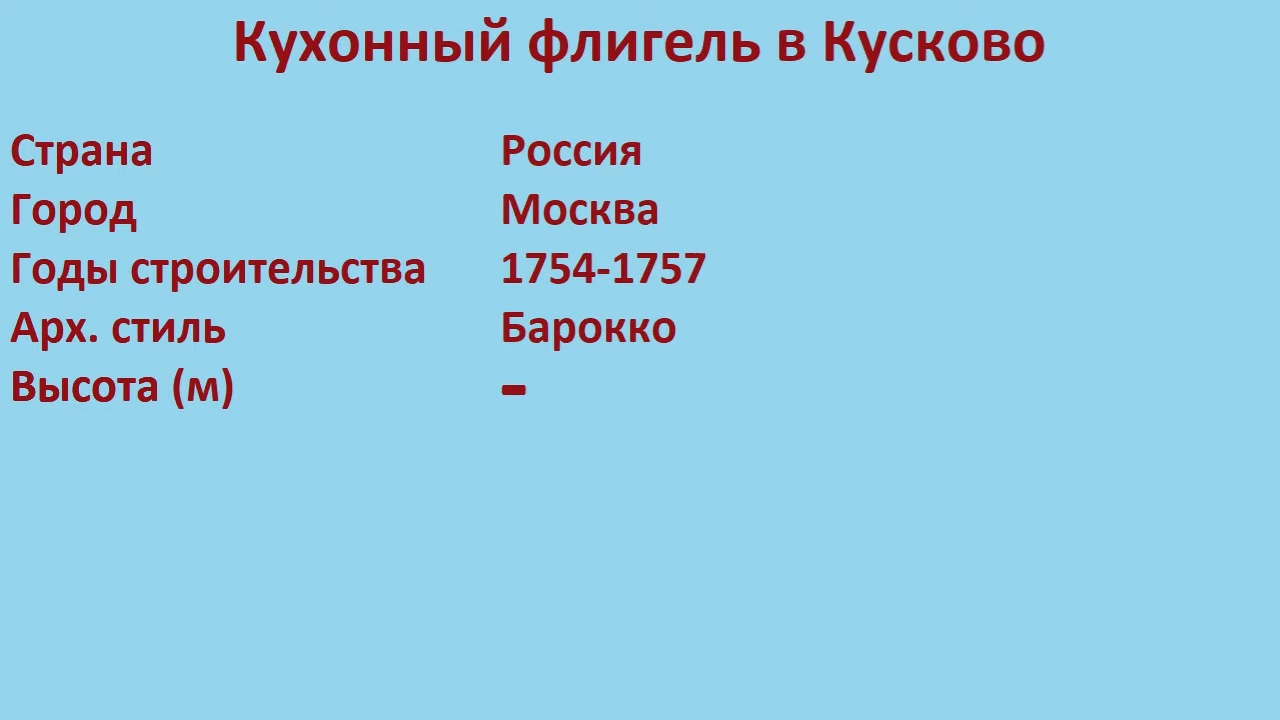 Кухонный флигель в Кусково
Страна Россия
Город Москва
Годы строительства 1754-1757
Арх. стиль Барокко
Высота (м) -